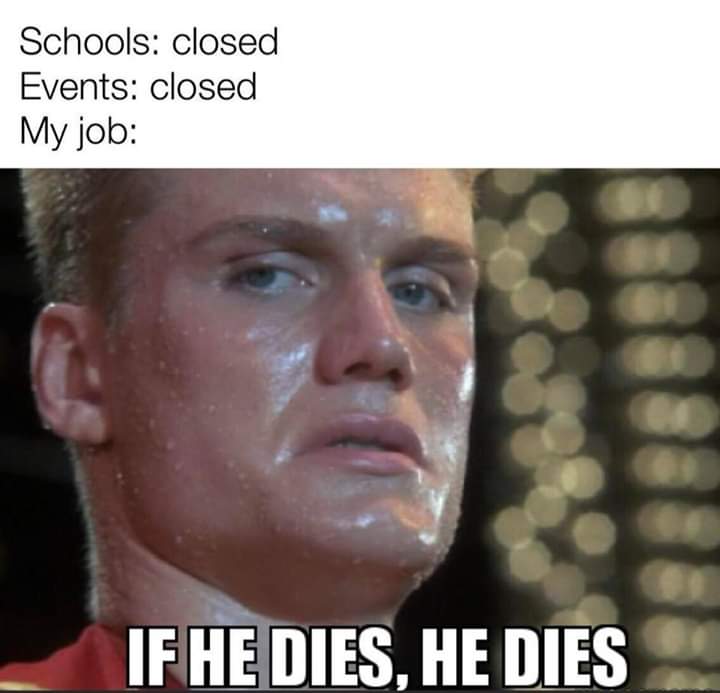 Schools: closed
Events: closed
My job:
IF HE DIES, HE DIES